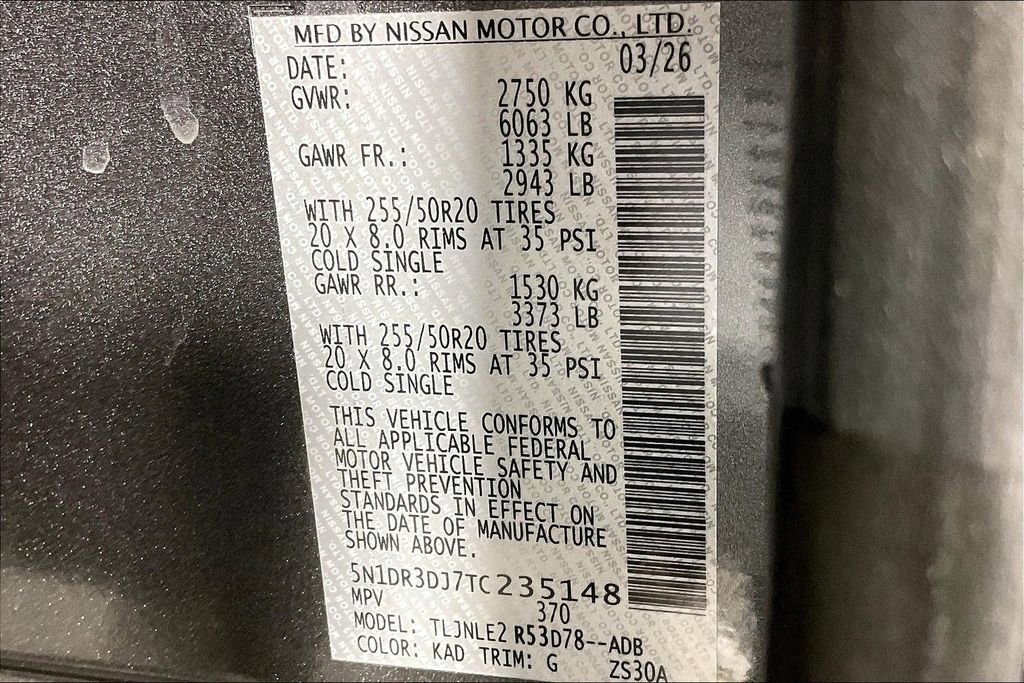 MFD BY NISSAN MOTOR CO., LTD.
DATE: 03/26
GVWR: 2750 KG
6063 LB
GAWR FR.: 1335 KG
2943 LB
WITH 255/50R20 TIRES
20 X 8.0 RIMS AT 35 PSI
COLD SINGLE
GAWR RR.: 1530 KG
3373 LB
WITH 255/50R20 TIRES
20 X 8.0 RIMS AT 35 PSI
COLD SINGLE
THIS VEHICLE CONFORMS TO
ALL APPLICABLE FEDERAL
MOTOR VEHICLE SAFETY AND
THEFT PREVENTION
STANDARDS IN EFFECT ON
THE DATE OF MANUFACTURE
SHOWN ABOVE.
5N1DR3DJ7TC235148
MPV 370
MODEL: TLJNLE2 R53D78--ADB
COLOR: KAD TRIM: G ZS30A